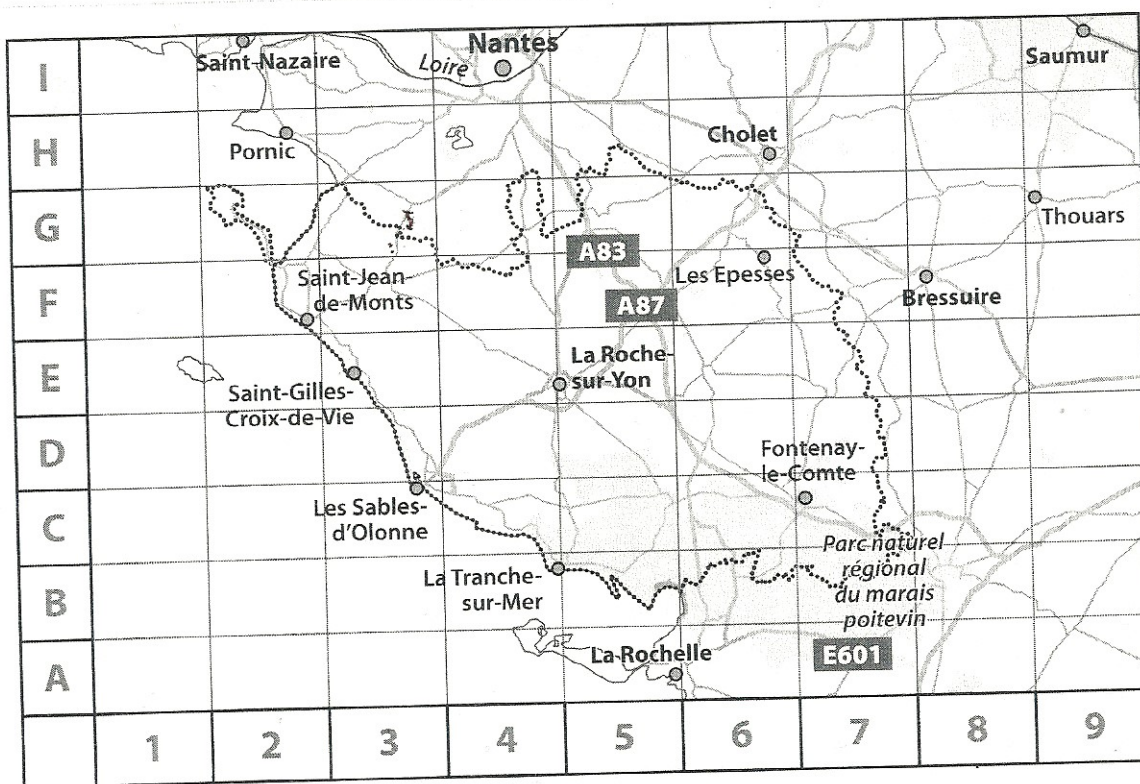 I
Saint-Nazaire
Loire
Nantes
Saumur
H
Pornic
Cholet
G
Thouars
A83
Les Epesses
F
Saint-Jean-
de-Monts
A87
Bressuire
E
Saint-Gilles-
Croix-de-Vie
La Roche-
sur-Yon
D
Fontenay-
le-Comte
C
Les Sables-
d'Olonne
Parc naturel
régional
du marais
poitevin
B
La Tranche-
sur-Mer
A
La Rochelle
E601
1 2 3 4 5 6 7 8 9